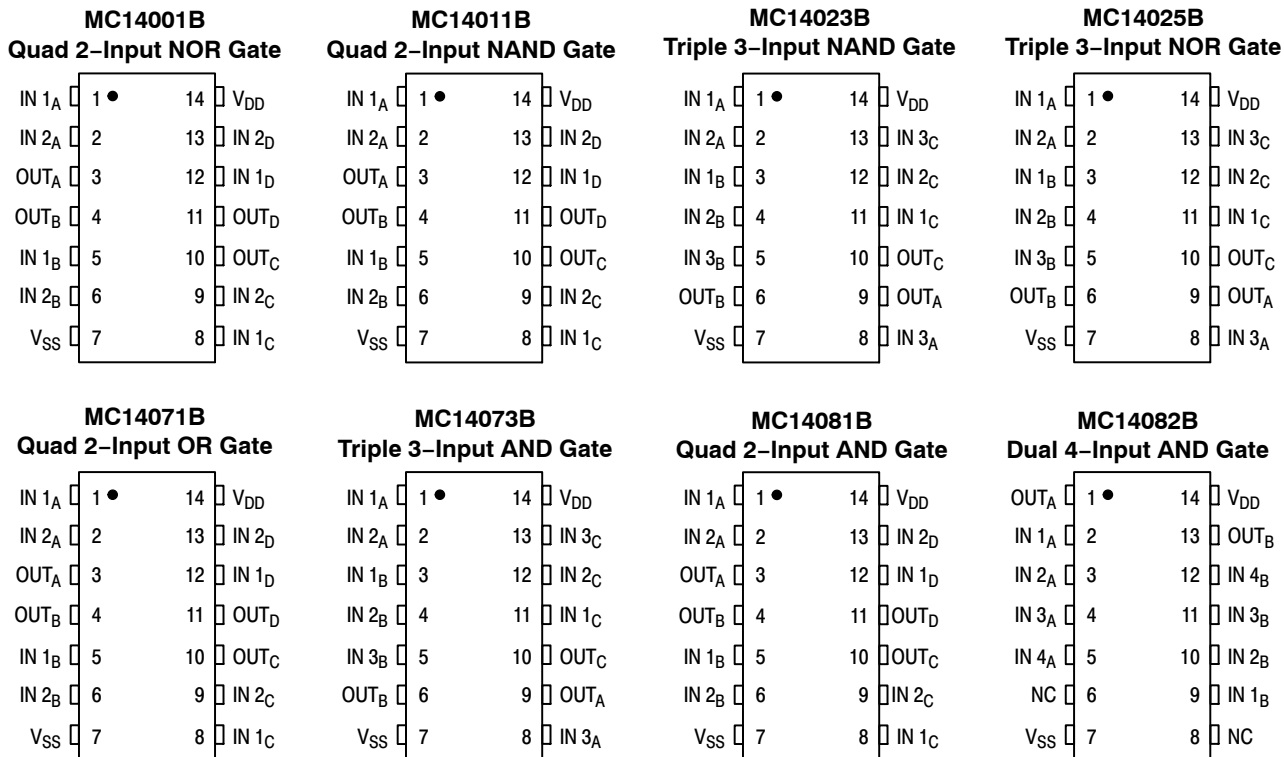 MC14001B
Quad 2−Input NOR Gate
IN 1A 1 14 VDD
IN 2A 2 13 IN 2D
OUTA 3 12 IN 1D
OUTB 4 11 OUTD
IN 1B 5 10 OUTC
IN 2B 6 9 IN 2C
VSS 7 8 IN 1C
MC14011B
Quad 2−Input NAND Gate
IN 1A 1 14 VDD
IN 2A 2 13 IN 2D
OUTA 3 12 IN 1D
OUTB 4 11 OUTD
IN 1B 5 10 OUTC
IN 2B 6 9 IN 2C
VSS 7 8 IN 1C
MC14023B
Triple 3−Input NAND Gate
IN 1A 1 14 VDD
IN 2A 2 13 IN 3C
IN 1B 3 12 IN 2C
IN 2B 4 11 IN 1C
IN 3B 5 10 OUTC
OUTB 6 9 OUTA
VSS 7 8 IN 3A
MC14025B
Triple 3−Input NOR Gate
IN 1A 1 14 VDD
IN 2A 2 13 IN 3C
IN 1B 3 12 IN 2C
IN 2B 4 11 IN 1C
IN 3B 5 10 OUTC
OUTB 6 9 OUTA
VSS 7 8 IN 3A
MC14071B
Quad 2−Input OR Gate
IN 1A 1 14 VDD
IN 2A 2 13 IN 2D
OUTA 3 12 IN 1D
OUTB 4 11 OUTD
IN 1B 5 10 OUTC
IN 2B 6 9 IN 2C
VSS 7 8 IN 1C
MC14073B
Triple 3−Input AND Gate
IN 1A 1 14 VDD
IN 2A 2 13 IN 3C
IN 1B 3 12 IN 2C
IN 2B 4 11 IN 1C
IN 3B 5 10 OUTC
OUTB 6 9 OUTA
VSS 7 8 IN 3A
MC14081B
Quad 2−Input AND Gate
IN 1A 1 14 VDD
IN 2A 2 13 IN 2D
OUTA 3 12 IN 1D
OUTB 4 11 OUTD
IN 1B 5 10 OUTC
IN 2B 6 9 IN 2C
VSS 7 8 IN 1C
MC14082B
Dual 4−Input AND Gate
OUTA 1 14 VDD
IN 1A 2 13 OUTB
IN 2A 3 12 IN 4B
IN 3A 4 11 IN 3B
IN 4A 5 10 IN 2B
NC 6 9 IN 1B
VSS 7 8 NC